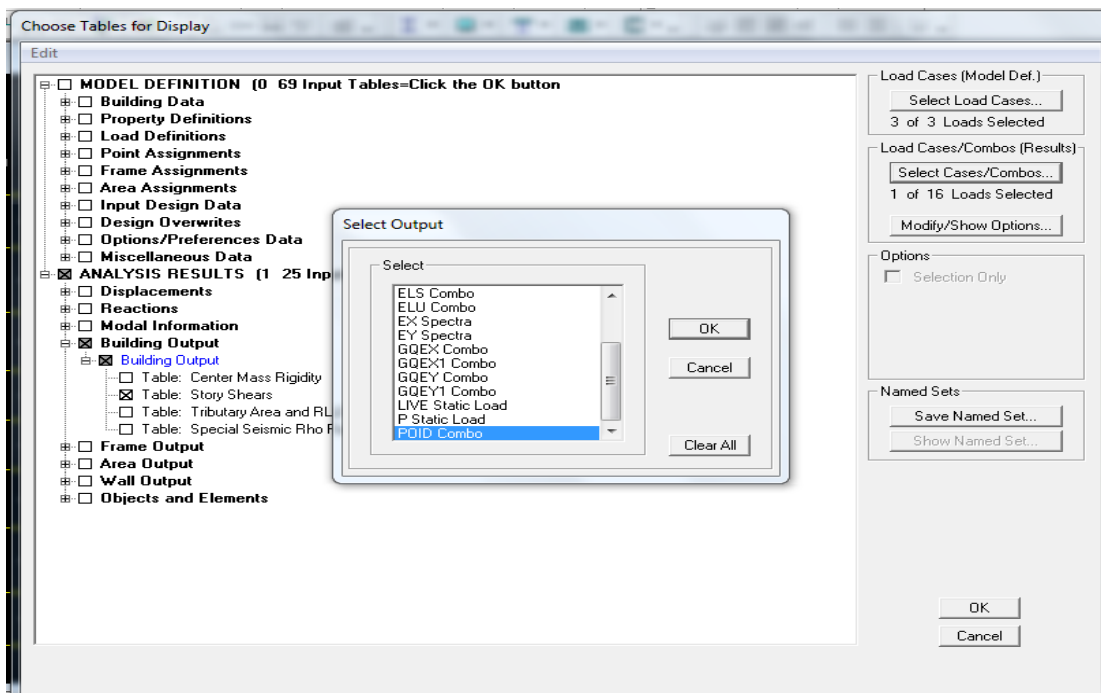 Choose Tables for Display
Edit
MODEL DEFINITION (0 69 Input Tables=Click the OK button
Building Data
Property Definitions
Load Definitions
Point Assignments
Frame Assignments
Area Assignments
Input Design Data
Design Overwrites
Options/Preferences Data
Miscellaneous Data
ANALYSIS RESULTS (1 25 Inp
Displacements
Reactions
Modal Information
Building Output
Building Output
Table: Center Mass Rigidity
Table: Story Shears
Table: Tributary Area and RL
Table: Special Seismic Rho
Frame Output
Area Output
Wall Output
Objects and Elements
Select Output
Select
ELS Combo
ELU Combo
EX Spectra
EY Spectra
GQEX Combo
GQEX1 Combo
GQEY Combo
GQEY1 Combo
LIVE Static Load
P Static Load
POID Combo
OK
Cancel
Clear All
Load Cases (Model Def.)
Select Load Cases...
3 of 3 Loads Selected
Load Cases/Combos (Results)
Select Cases/Combos...
1 of 16 Loads Selected
Modify/Show Options...
Options
Selection Only
Named Sets
Save Named Set...
Show Named Set...
OK
Cancel